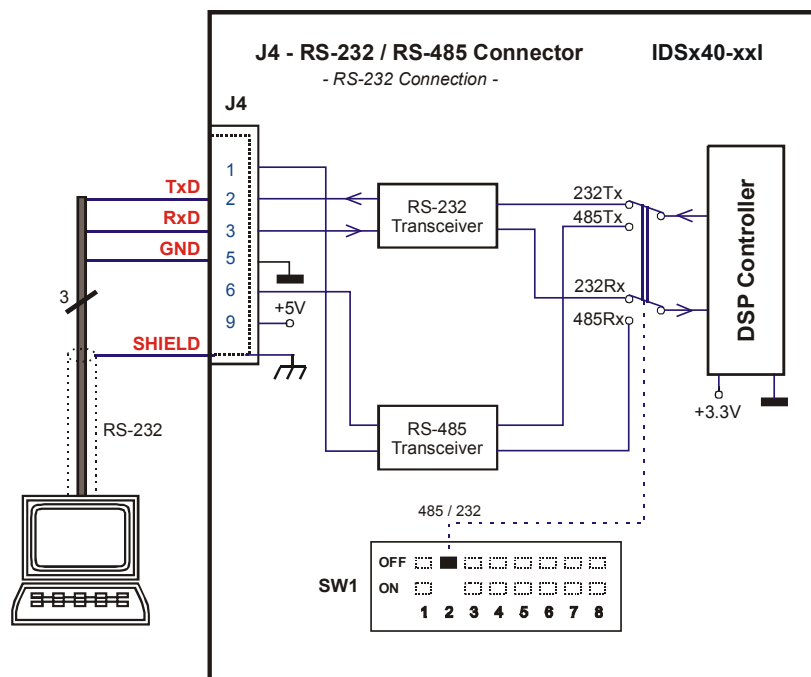 J4 - RS-232 / RS-485 Connector
IDSx40-xxI
- RS-232 Connection -
J4
1
TxD
2
RxD
3
GND
5
6
+5V
9
3
SHIELD
RS-232
RS-232
Transceiver
232Tx
485Tx
232Rx
485Rx
DSP Controller
+3.3V
RS-485
Transceiver
485 / 232
SW1
OFF
ON
1 2 3 4 5 6 7 8